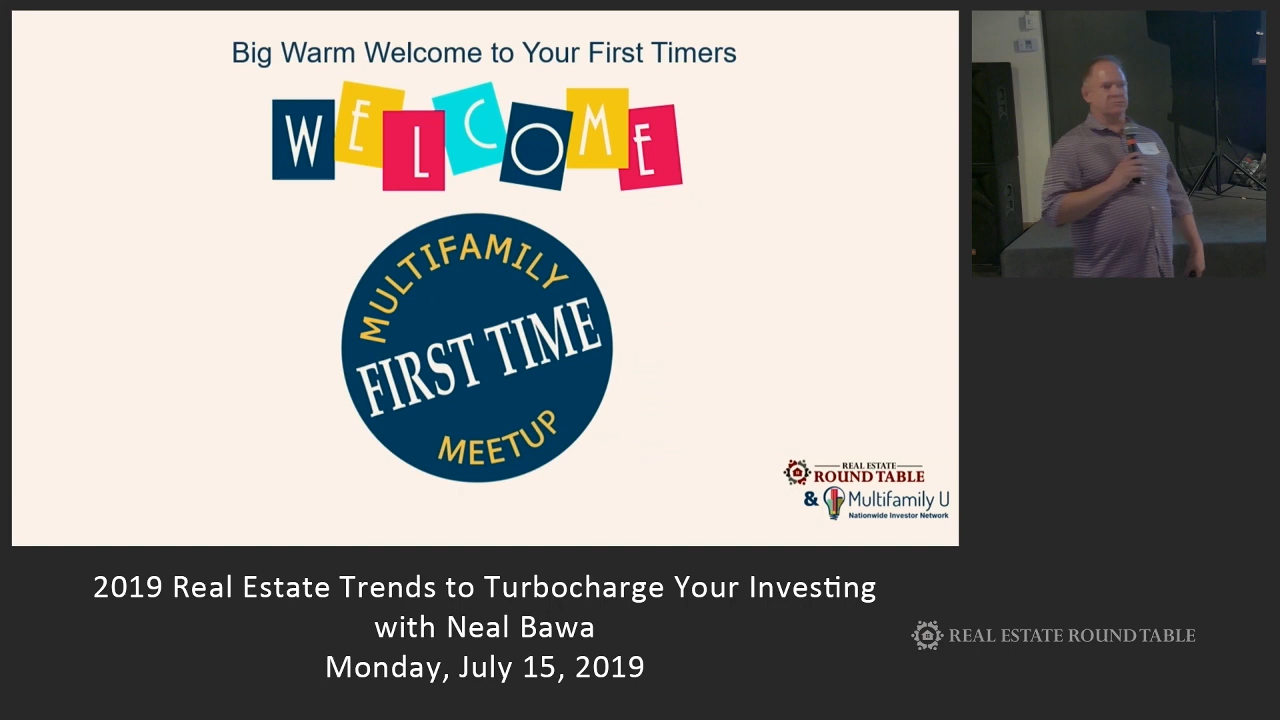 Big Warm Welcome to Your First Timers
WELCOME
MULTIFAMILY
FIRST TIME
MEETUP
REAL ESTATE
ROUND TABLE
& Multifamily U
Nationwide Investor Network
2019 Real Estate Trends to Turbocharge Your Investing
with Neal Bawa
Monday, July 15, 2019
REAL ESTATE ROUND TABLE